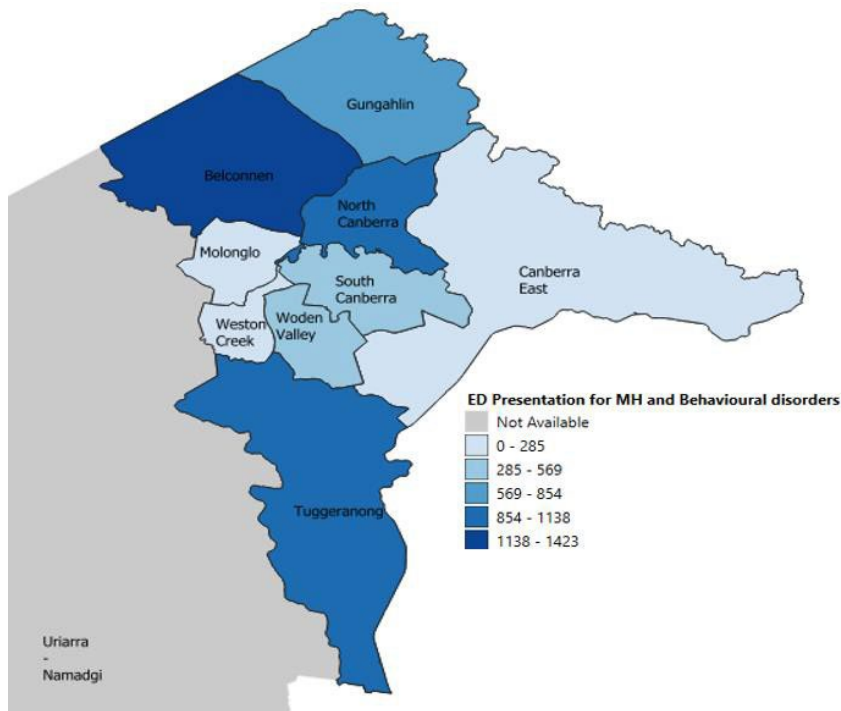 Gungahlin
Belconnen
North
Canberra
Molonglo
South
Canberra
Canberra
East
Weston
Creek
Woden
Valley
ED Presentation for MH and Behavioural disorders
Not Available
0 - 285
285 - 569
569 - 854
854 - 1138
1138 - 1423
Tuggeranong
Uriarra
-
Namadgi